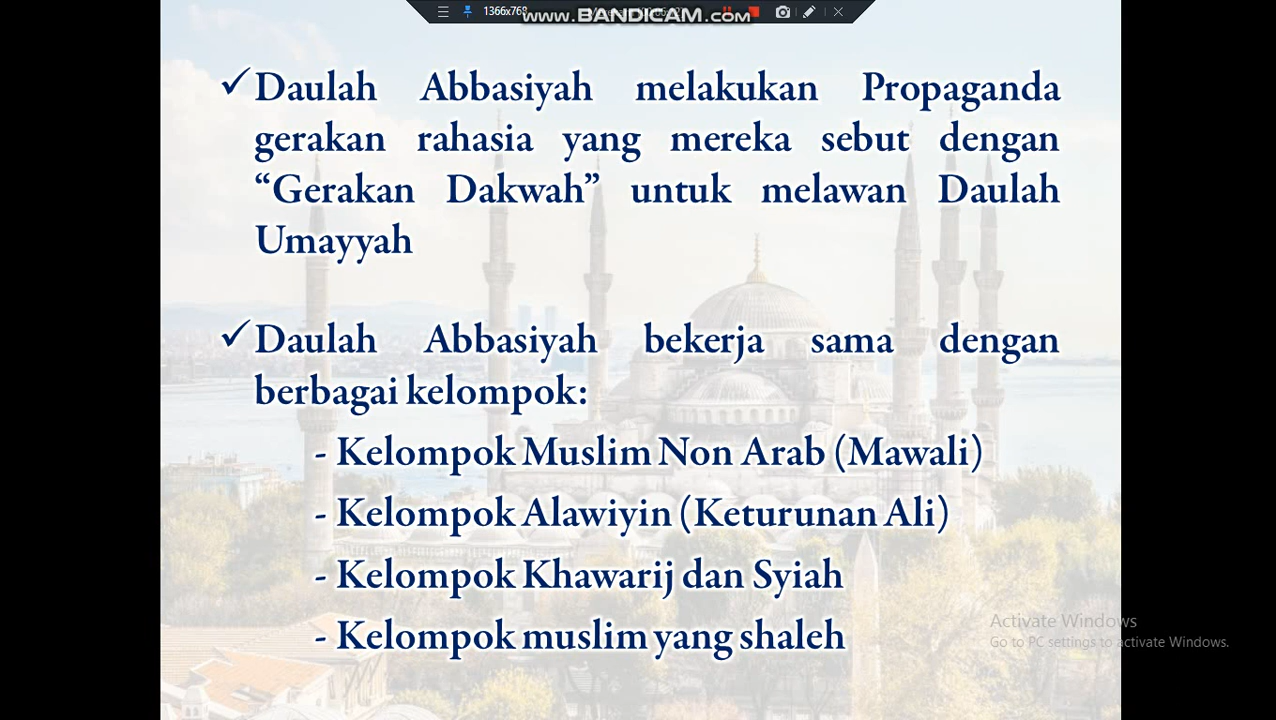 1366x768
www.BANDICAM.com
✓ Daulah Abbasiyah melakukan Propaganda
gerakan rahasia yang mereka sebut dengan
“Gerakan Dakwah” untuk melawan Daulah
Umayyah
✓ Daulah Abbasiyah bekerja sama dengan
berbagai kelompok:
- Kelompok Muslim Non Arab (Mawali)
- Kelompok Alawiyin (Keturunan Ali)
- Kelompok Khawarij dan Syiah
- Kelompok muslim yang shaleh
Activate Windows
Go to PC settings to activate Windows.